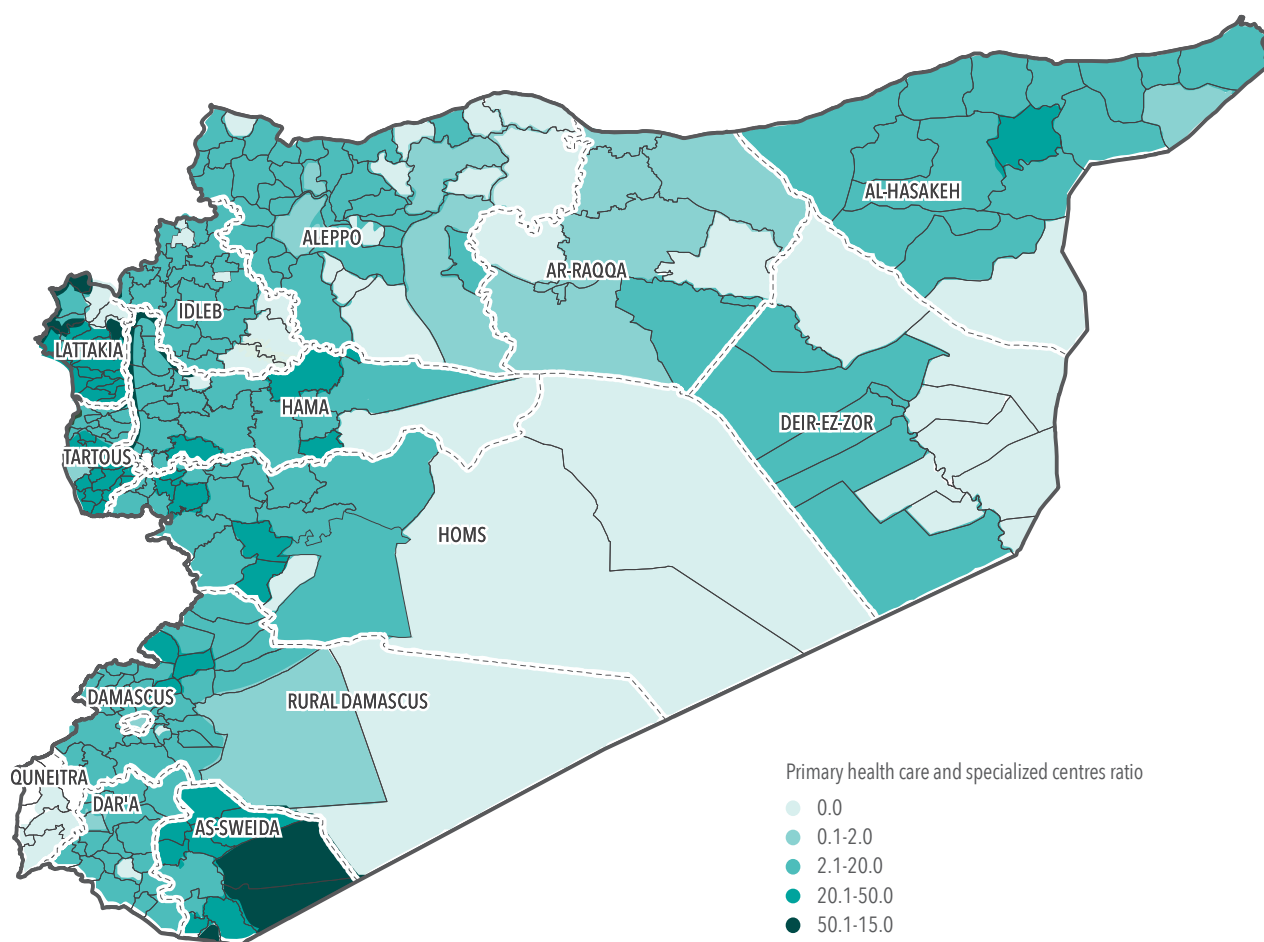 AL-HASAKEH
ALEPPO
AR-RAQQA
IDLEB
LATTAKIA
HAMA
DEIR-EZ-ZOR
TARTOUS
HOMS
DAMASCUS
RURAL DAMASCUS
QUNEITRA
DAR'A
AS-SWEIDA
Primary health care and specialized centres ratio
0.0
0.1-2.0
2.1-20.0
20.1-50.0
50.1-15.0